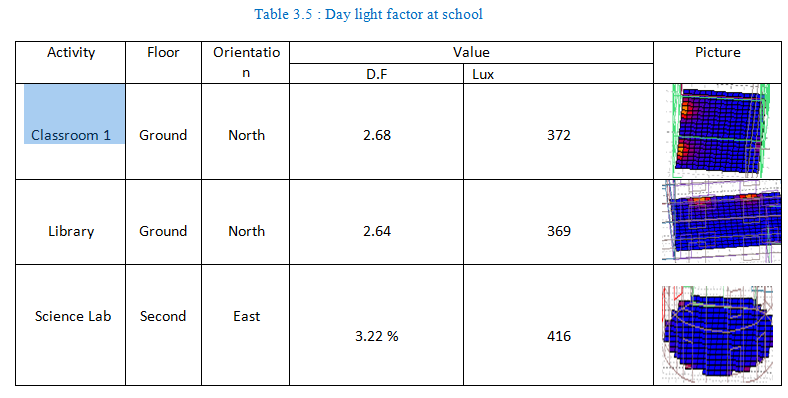 Table 3.5 : Day light factor at school
Activity Floor Orientatio
n Value Picture
D.F Lux
Classroom 1 Ground North 2.68 372
Library Ground North 2.64 369
Science Lab Second East
3.22 % 416